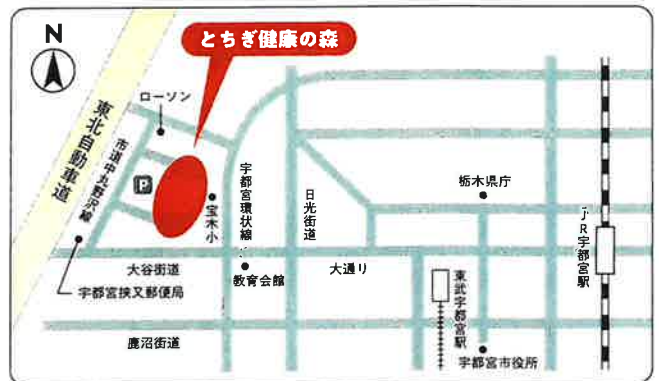 N
とちぎ健康の森
ローソン
東北自動車道
市道中丸野沢線
P
宝木小
宇都宮環状線
日光街道
栃木県庁
JR宇都宮駅
大谷街道
教育会館
大通り
宇都宮挟又郵便局
東武宇都宮駅
鹿沼街道
宇都宮市役所